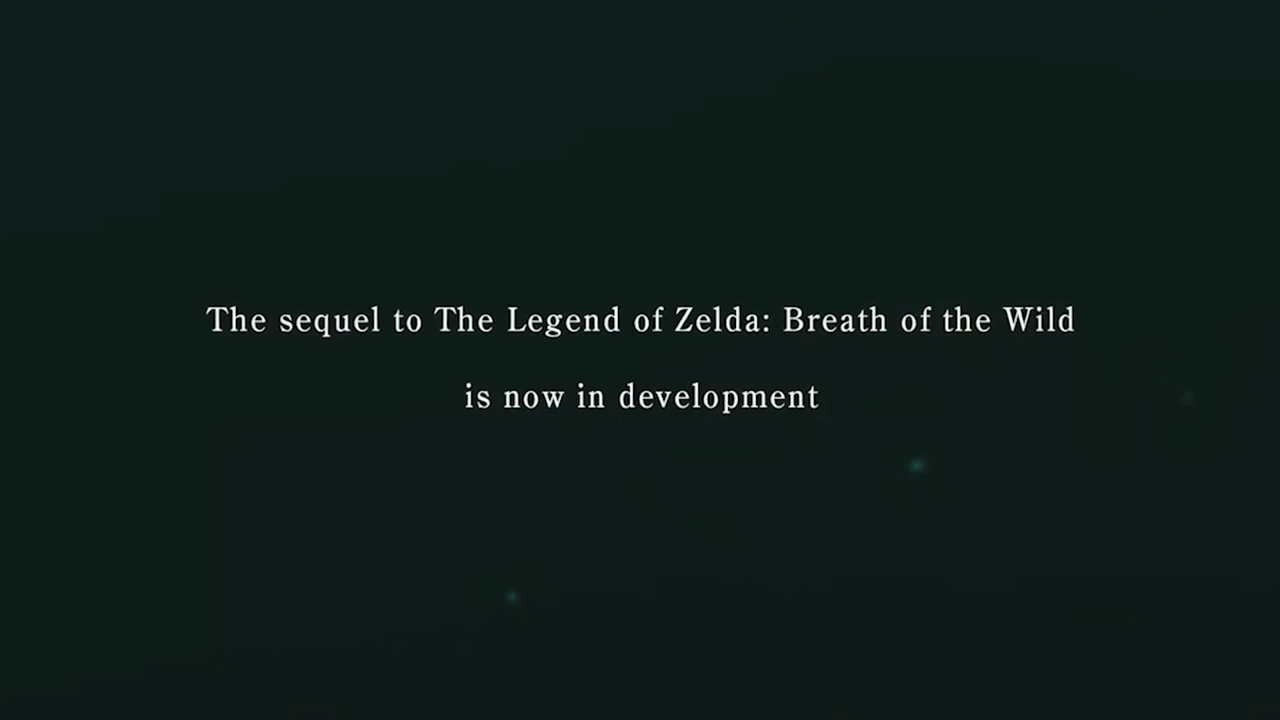 The sequel to The Legend of Zelda: Breath of the Wild
is now in development